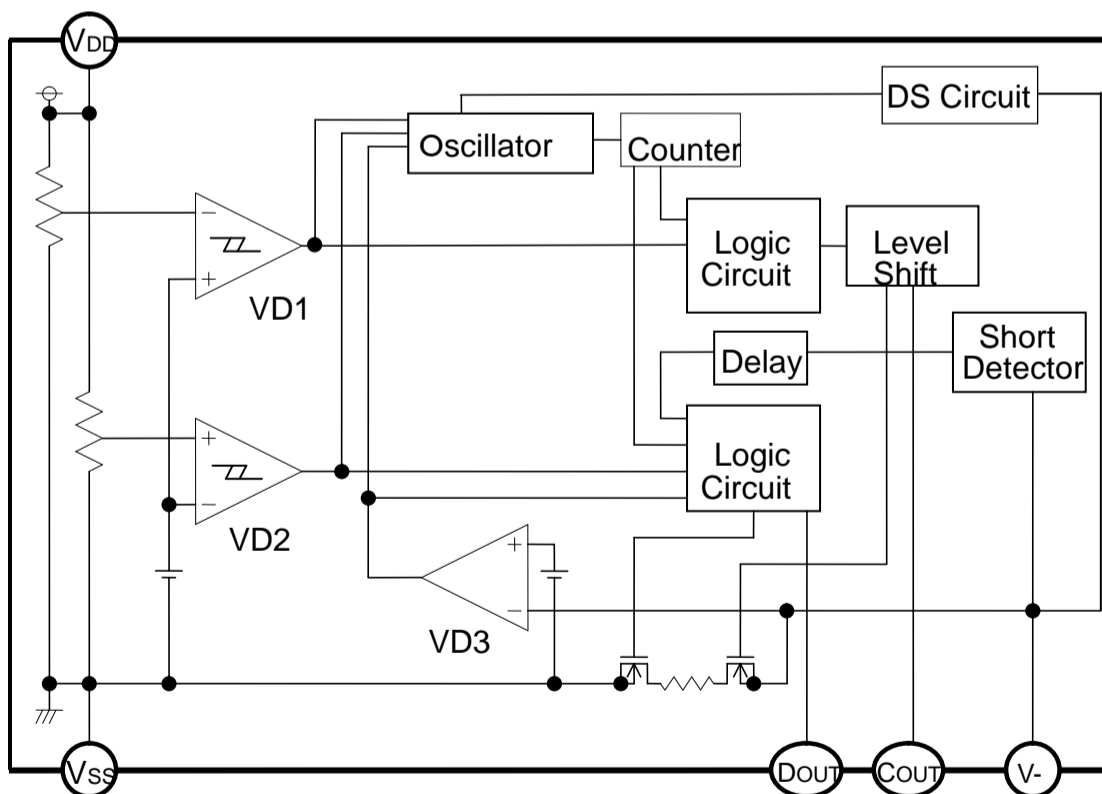 VDD
DS Circuit
Oscillator
Counter
Logic
Circuit
Level
Shift
−
+
VD1
Short
Detector
Delay
+
−
VD2
Logic
Circuit
+
−
VD3
VSS
DOUT
COUT
V-